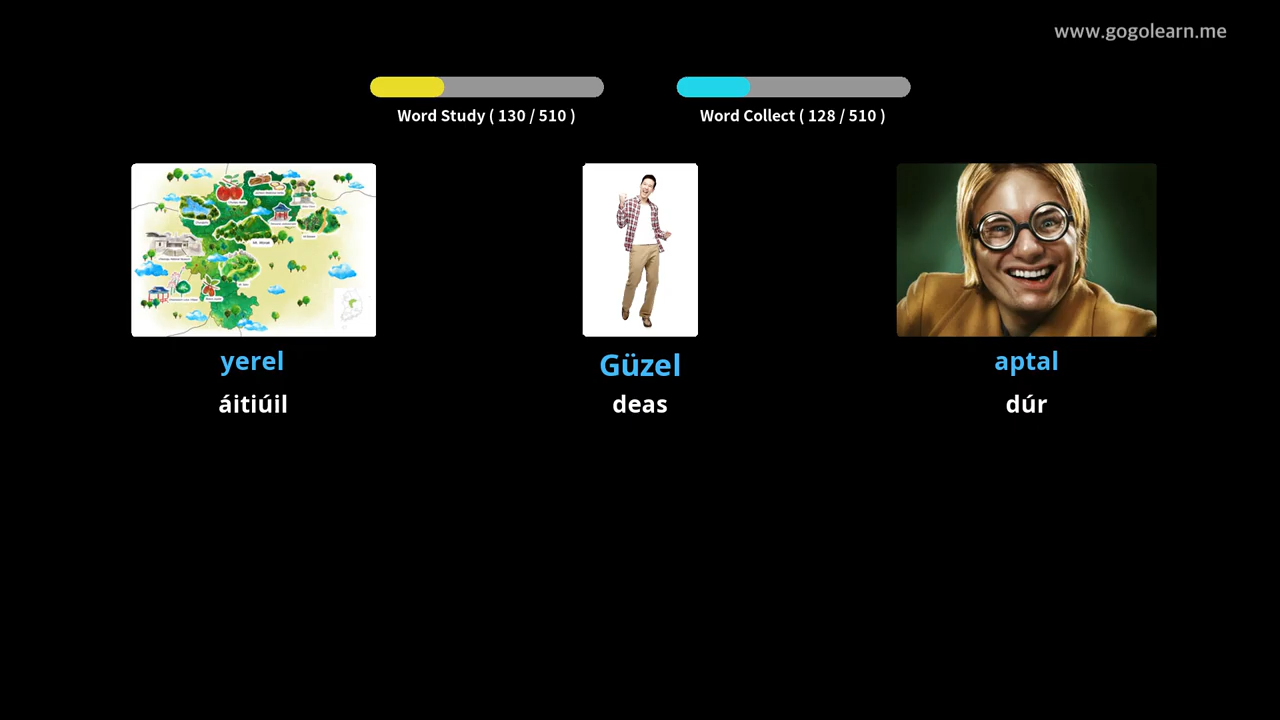 www.gogolearn.me
Word Study ( 130 / 510 )
Word Collect ( 128 / 510 )
yerel
Güzel
aptal
áitiúil
deas
dúr